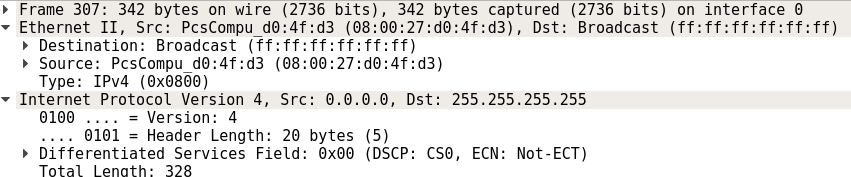 Frame 307: 342 bytes on wire (2736 bits), 342 bytes captured (2736 bits) on interface 0
Ethernet II, Src: PcsCompu_d0:4f:d3 (08:00:27:d0:4f:d3), Dst: Broadcast (ff:ff:ff:ff:ff:ff)
Destination: Broadcast (ff:ff:ff:ff:ff:ff)
Source: PcsCompu_d0:4f:d3 (08:00:27:d0:4f:d3)
Type: IPv4 (0x0800)
Internet Protocol Version 4, Src: 0.0.0.0, Dst: 255.255.255.255
0100 .... = Version: 4
.... 0101 = Header Length: 20 bytes (5)
Differentiated Services Field: 0x00 (DSCP: CS0, ECN: Not-ECT)
Total Length: 328